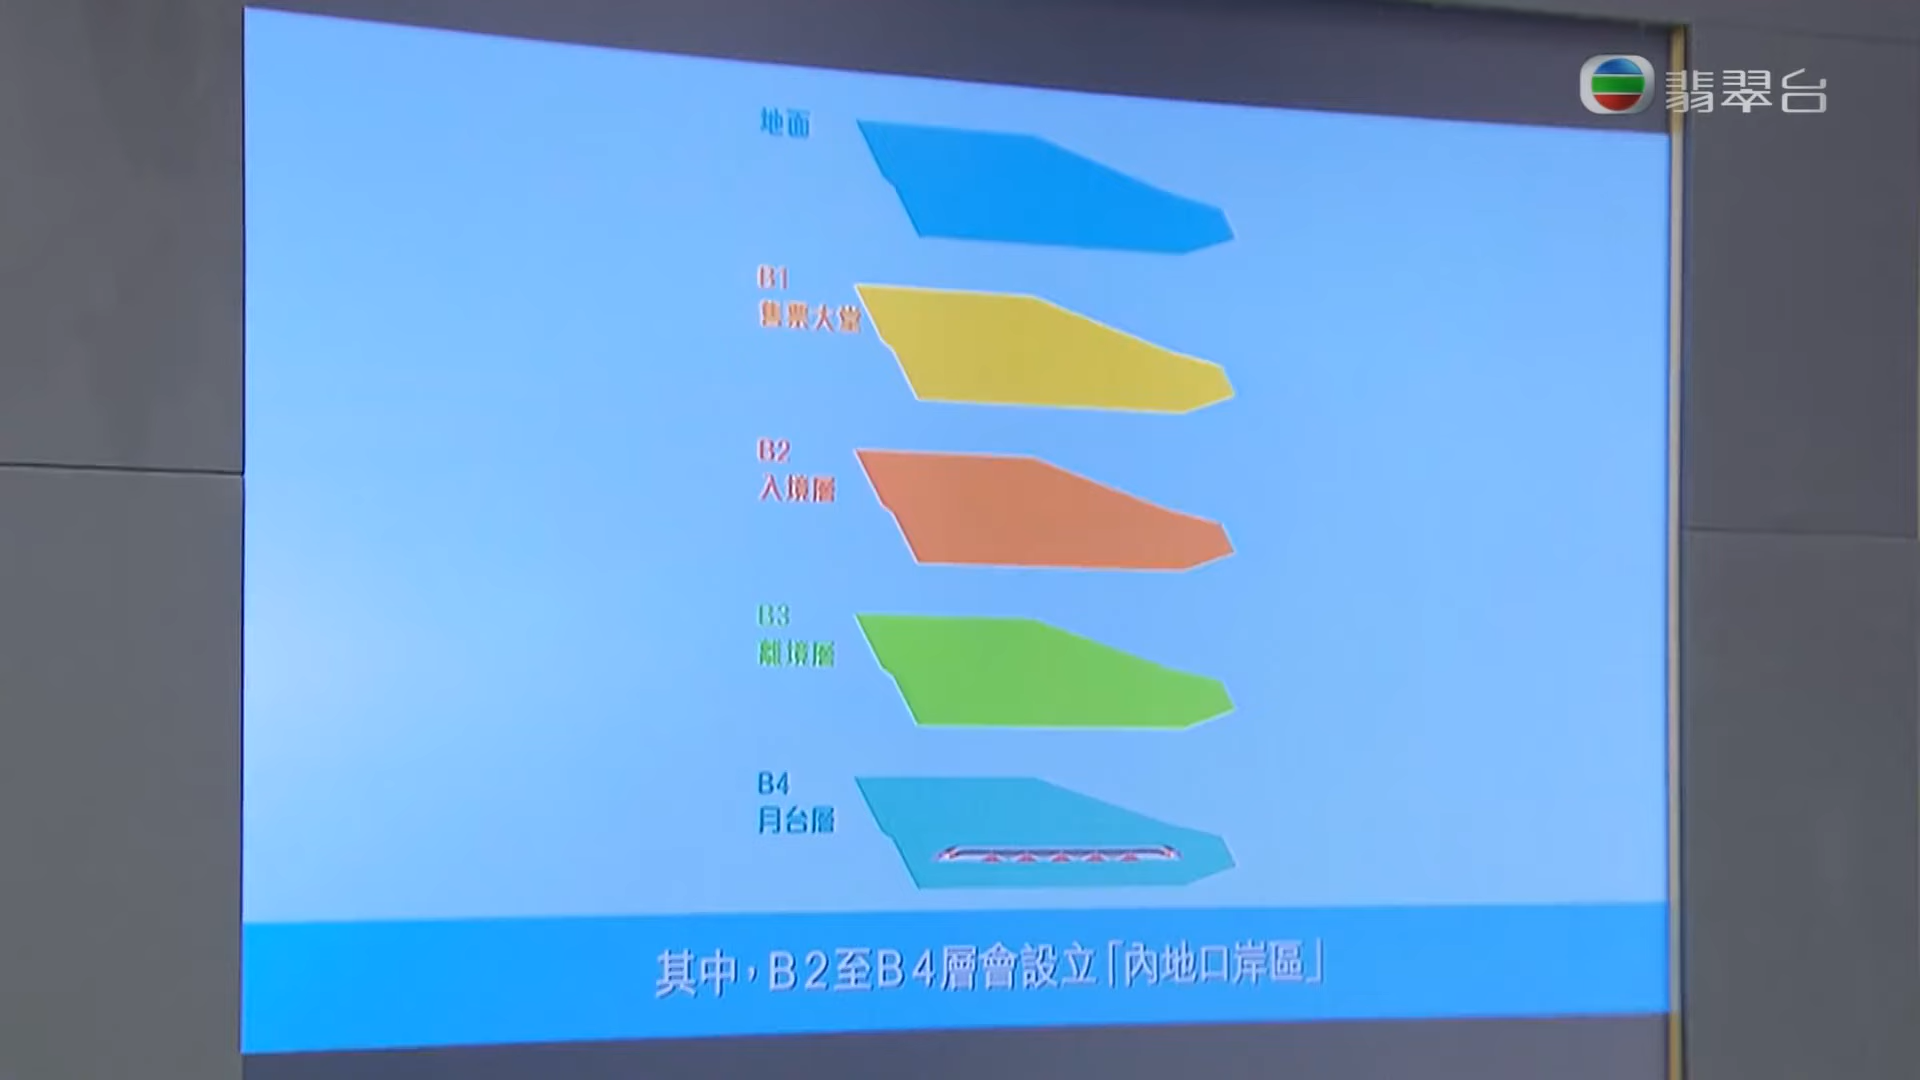 翡翠台
地面
B1
售票大堂
B2
入境層
B3
離境層
B4
月台層
其中，B2至B4層會設立「內地口岸區」